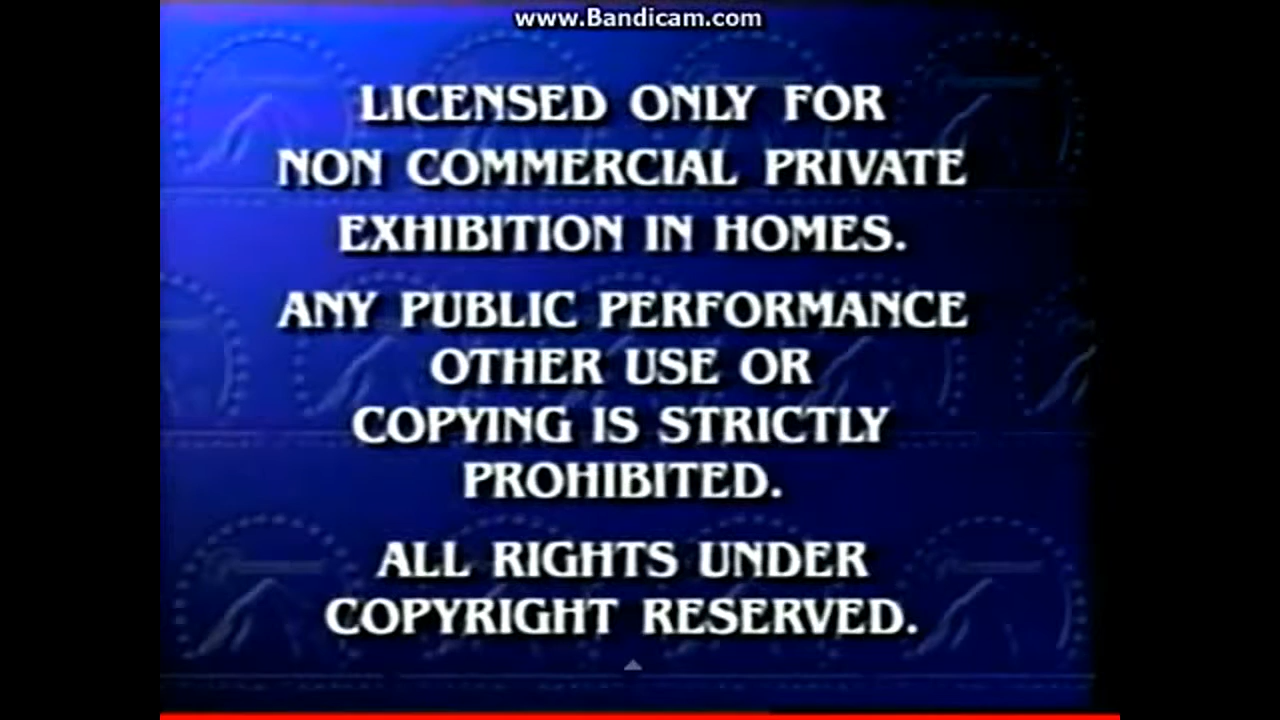 www.Bandicam.com
LICENSED ONLY FOR
NON COMMERCIAL PRIVATE
EXHIBITION IN HOMES.
ANY PUBLIC PERFORMANCE
OTHER USE OR
COPYING IS STRICTLY
PROHIBITED.
ALL RIGHTS UNDER
COPYRIGHT RESERVED.